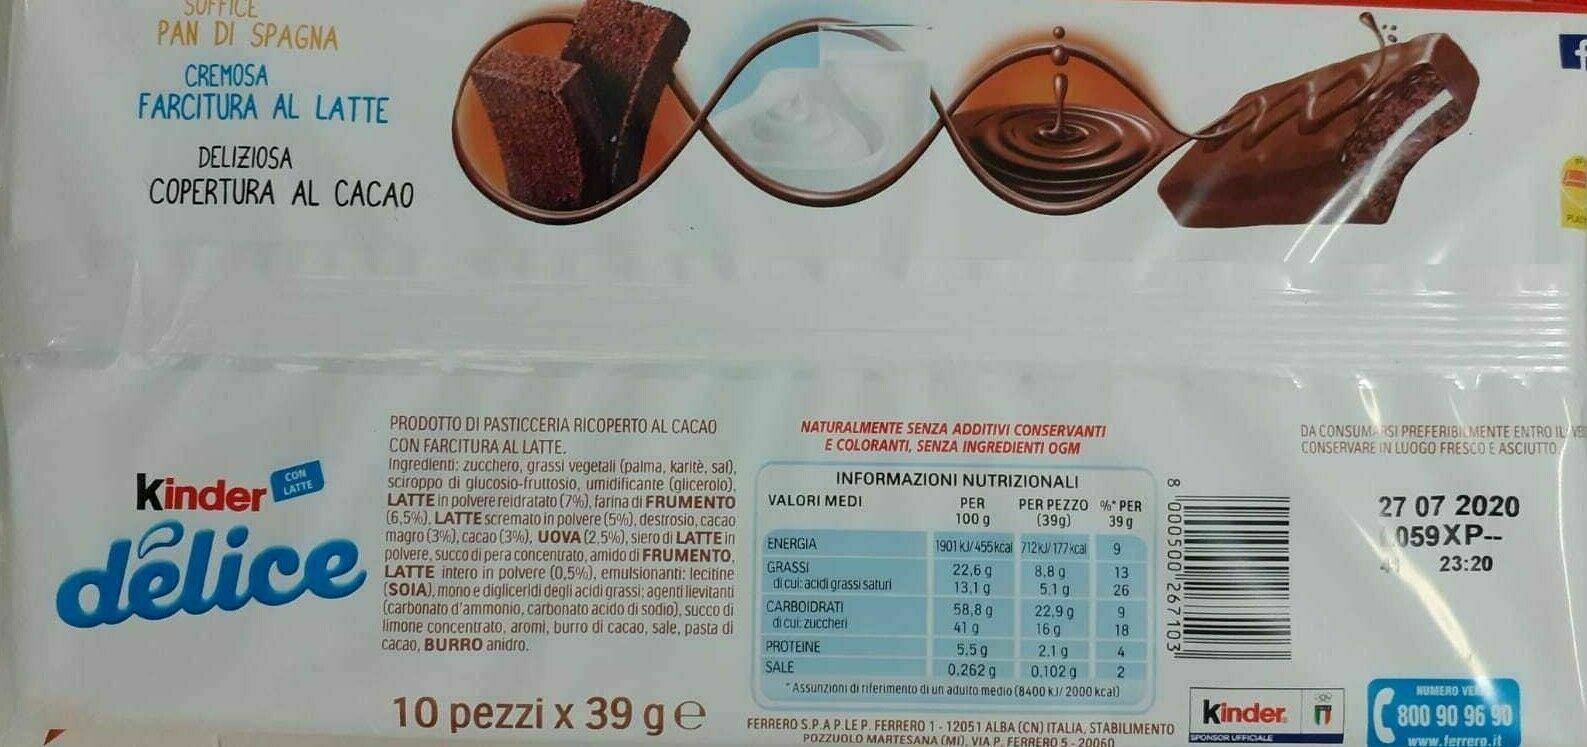 SOFFICE
PAN DI SPAGNA
CREMOSA
FARCITURA AL LATTE
DELIZIOSA
COPERTURA AL CACAO
f
kinder
CON
LATTE
délice
PRODOTTO DI PASTICCERIA RICOPERTO AL CACAO
CON FARCITURA AL LATTE.
Ingredienti: zucchero, grassi vegetali (palma, karitè, sal),
sciroppo di glucosio-fruttosio, umidificante (glicerolo),
LATTE in polvere reidratato (7%), farina di FRUMENTO
(6,5%), LATTE scremato in polvere (5%), destrosio, cacao
magro (3%), cacao (3%), UOVA (2,5%), siero di LATTE in
polvere, succo di pera concentrato, amido di FRUMENTO,
LATTE intero in polvere (0,5%), emulsionanti: lecitine
(SOIA), mono e digliceridi degli acidi grassi; agenti lievitanti
(carbonato d'ammonio, carbonato acido di sodio), succo di
limone concentrato, aromi, burro di cacao, sale, pasta di
cacao, BURRO anidro.
10 pezzi x 39 g e
NATURALMENTE SENZA ADDITIVI CONSERVANTI
E COLORANTI, SENZA INGREDIENTI OGM
INFORMAZIONI NUTRIZIONALI
VALORI MEDI PER 100 g PER PEZZO (39g) %* PER 39 g
ENERGIA 1901 kJ/455 kcal 712 kJ/177 kcal 9
GRASSI 22,6 g 8,8 g 13
di cui: acidi grassi saturi 13,1 g 5,1 g 26
CARBOIDRATI 58,8 g 22,9 g 9
di cui: zuccheri 41 g 16 g 18
PROTEINE 5,5 g 2,1 g 4
SALE 0,262 g 0,102 g 2
*Assunzioni di riferimento di un adulto medio (8400 kJ/ 2000 kcal)
FERRERO S.P.A P.LE P. FERRERO 1 - 12051 ALBA (CN) ITALIA, STABILIMENTO
POZZUOLO MARTESANA (MI), VIA P. FERRERO 5 - 20060
8 000500 267103
DA CONSUMARSI PREFERIBILMENTE ENTRO IL
CONSERVARE IN LUOGO FRESCO E ASCIUTTO
27 07 2020
059XP--
23:20
kinder
SPONSOR UFFICIALE
NUMERO
800 90 96 90
www.ferrero.it